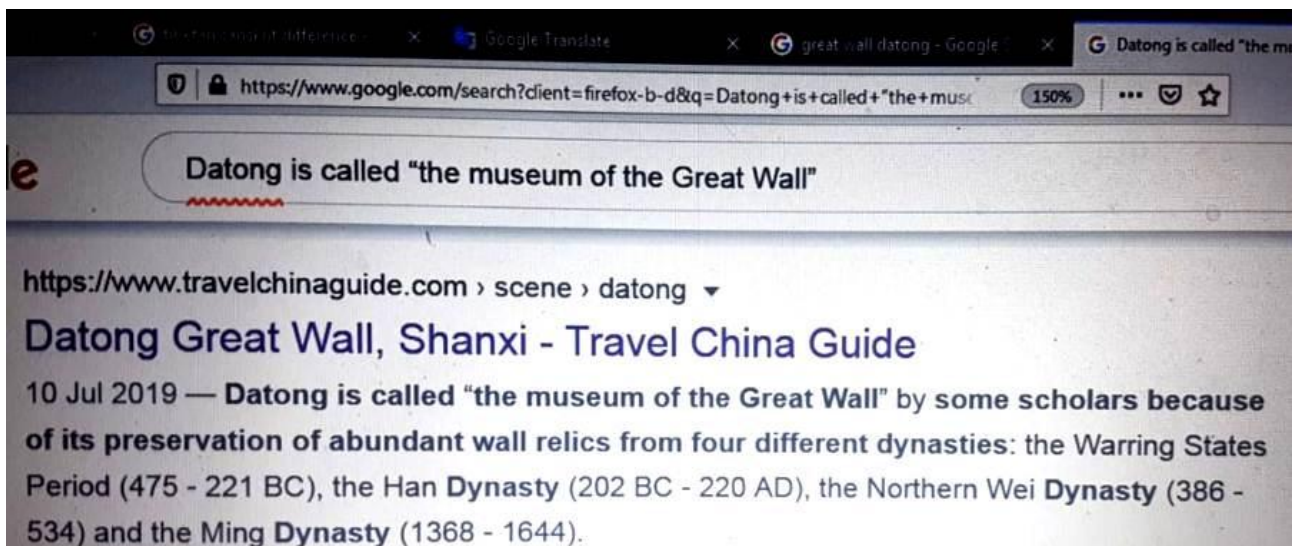 Google Translate
great wall datong - Google
Datong is called "the m
https://www.google.com/search?client=firefox-b-d&q=Datong+is+called+"the+muse
150%
e
Datong is called "the museum of the Great Wall"
https://www.travelchinaguide.com › scene › datong
Datong Great Wall, Shanxi - Travel China Guide
10 Jul 2019 — Datong is called "the museum of the Great Wall" by some scholars because
of its preservation of abundant wall relics from four different dynasties: the Warring States
Period (475 - 221 BC), the Han Dynasty (202 BC - 220 AD), the Northern Wei Dynasty (386 -
534) and the Ming Dynasty (1368 - 1644).